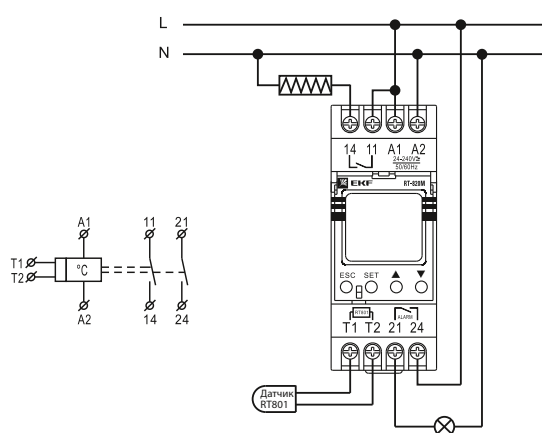 L
N
14 11 A1 A2
24-240V≂
50/60Hz
EKF RT-820M
ESC SET ▲ ▼
RT801 ALARM
T1 T2 21 24
Датчик
RT801
A1 11 21
T1
T2
°C
A2 14 24